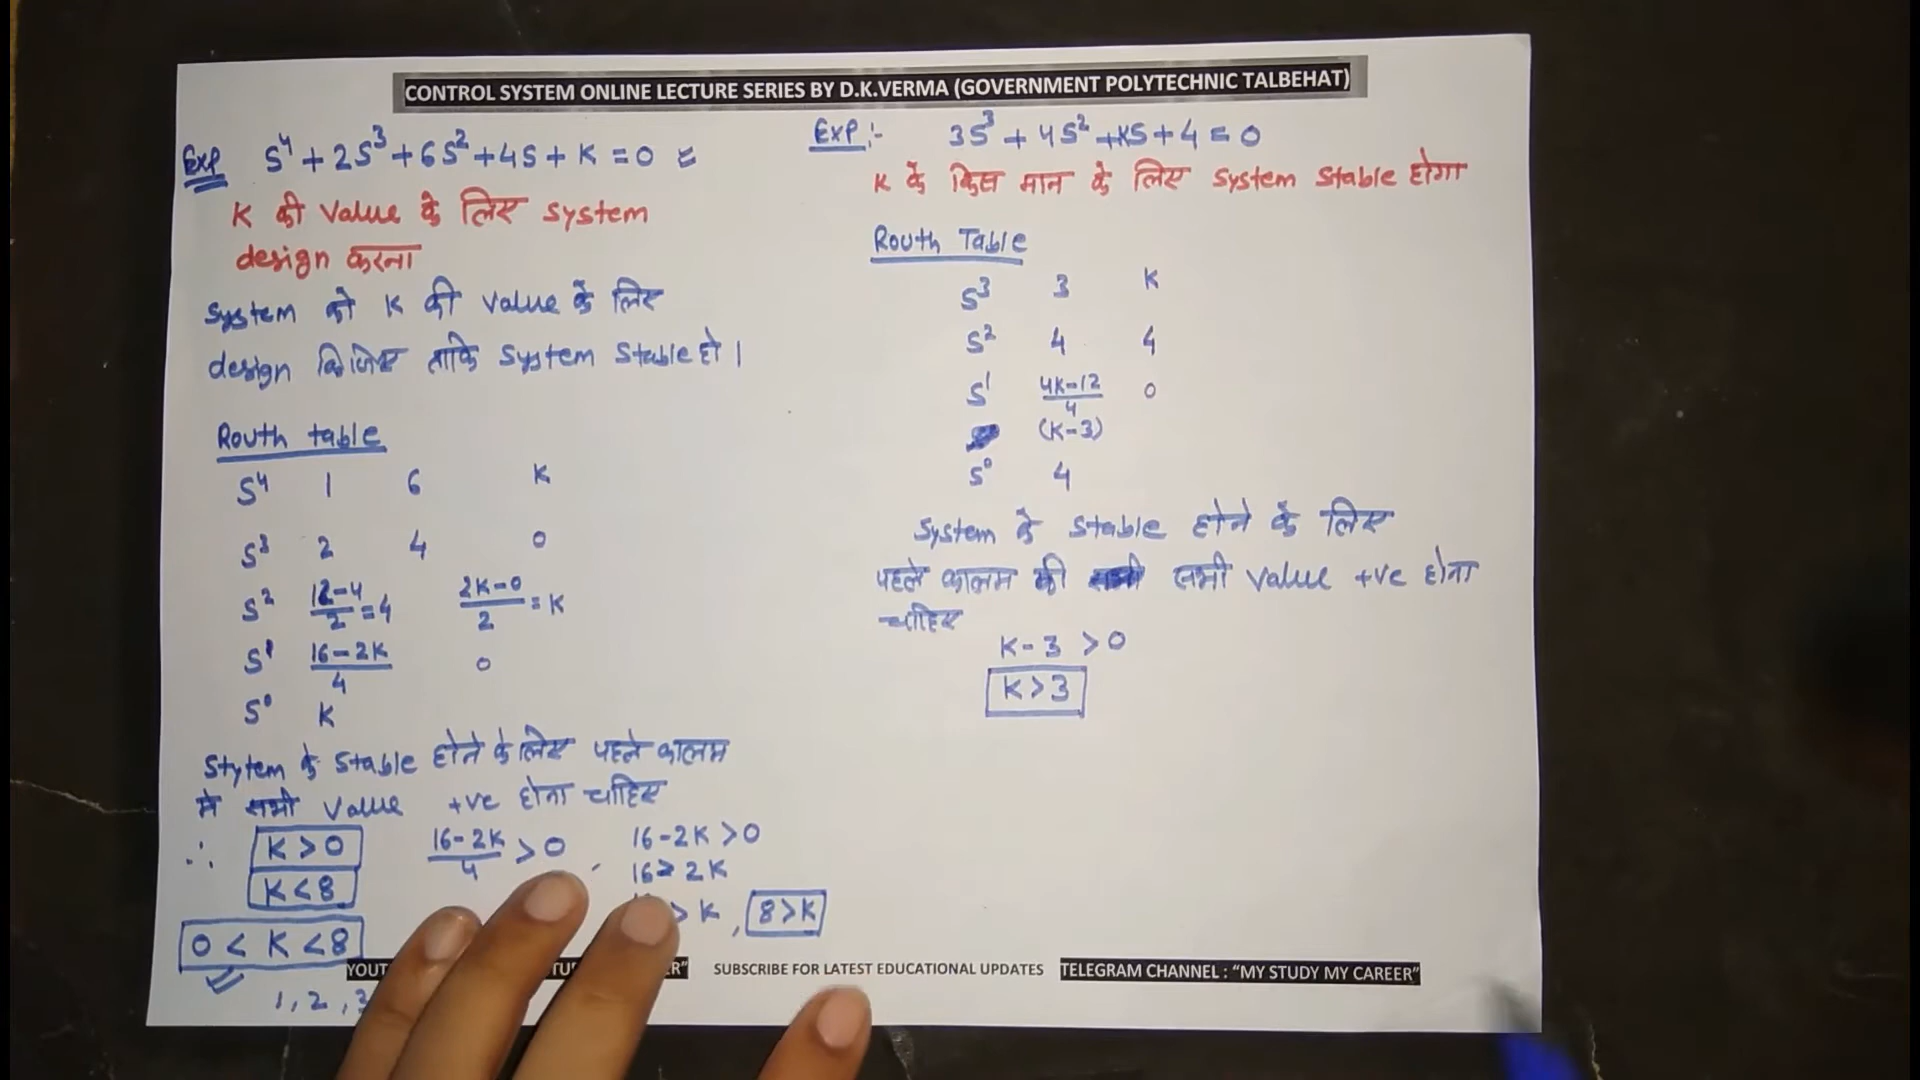 CONTROL SYSTEM ONLINE LECTURE SERIES BY D.K.VERMA (GOVERNMENT POLYTECHNIC TALBEHAT)
Exp S⁴+2S³+6S²+4S+K=0
K की Value के लिए system
design करना
System को K की Value के लिए
design किजिए ताकि System Stable हो।
Routh table
S⁴ 1 6 K
S³ 2 4 0
S² (12-4)/2=4 (2K-0)/2=K
S¹ (16-2K)/4 0
S⁰ K
Stytem के Stable होने के लिए पहले कालम
मे सभी Value +ve होना चाहिए
∴ K>0 (16-2K)/4 >0, 16-2K>0
K<8 16>2K
>K, 8>K
0<K<8
1, 2, 3
Exp:- 3S³+4S²+KS+4=0
K के किस मान के लिए System Stable होगा
Routh Table
S³ 3 K
S² 4 4
S¹ (4K-12)/4 0
(K-3)
S⁰ 4
System के Stable होने के लिए
पहले कालम की सभी Value +ve होना
चाहिए
K-3>0
K>3
YOUT ER" SUBSCRIBE FOR LATEST EDUCATIONAL UPDATES TELEGRAM CHANNEL : "MY STUDY MY CAREER"